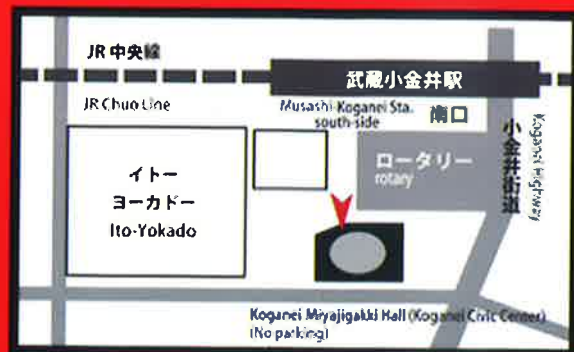 JR 中央線
武蔵小金井駅
JR Chuo Line
Musashi-Koganei Sta.
south-side
南口
イトー
ヨーカドー
Ito-Yokado
ロータリー
rotary
小金井街道
Koganei Highway
Koganei Miyajigakki Hall (Koganei Civic Center)
(No parking)